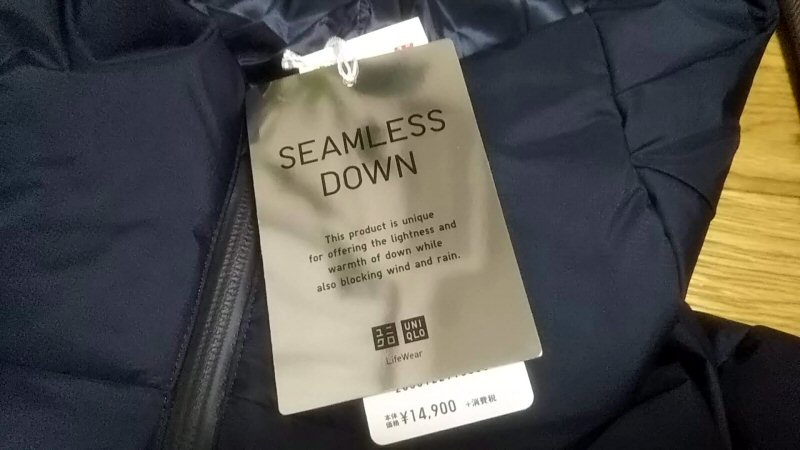 SEAMLESS
DOWN
This product is unique
for offering the lightness and
warmth of down while
also blocking wind and rain.
ユニ
クロ
UNI
QLO
LifeWear
本体
価格 ¥14,900 +消費税